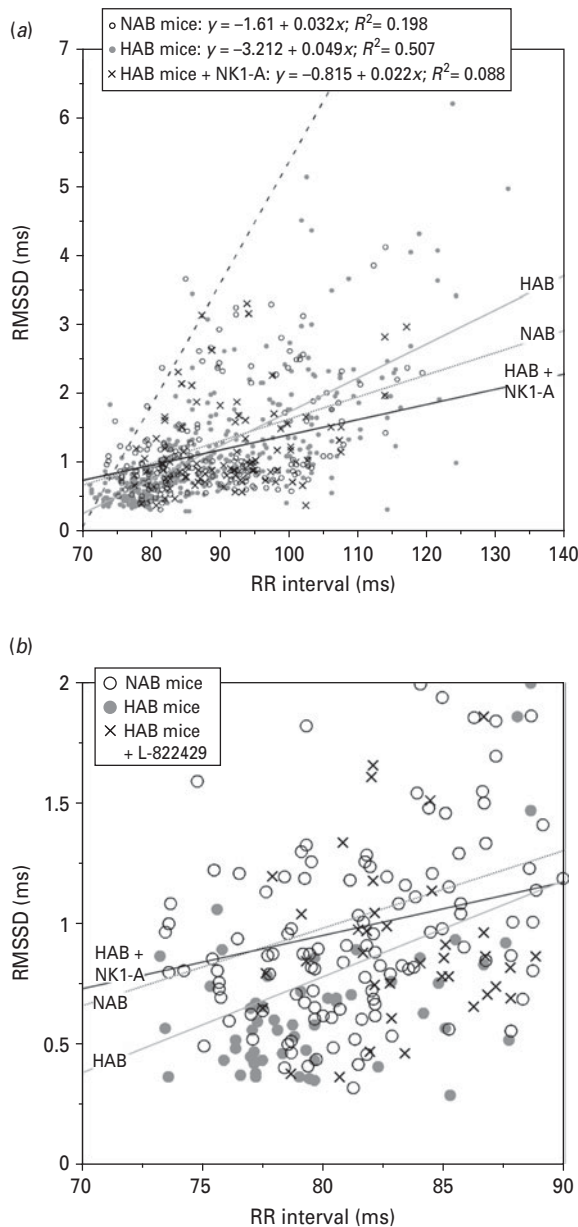 (a)
NAB mice: y = –1.61 + 0.032x; R²= 0.198
HAB mice: y = –3.212 + 0.049x; R²= 0.507
HAB mice + NK1-A: y = –0.815 + 0.022x; R²= 0.088
7
6
5
4
3
2
1
0
RMSSD (ms)
HAB
NAB
HAB +
NK1-A
70 80 90 100 110 120 130 140
RR interval (ms)
(b)
NAB mice
HAB mice
HAB mice
+ L-822429
2
1.5
1
0.5
0
RMSSD (ms)
HAB +
NK1-A
NAB
HAB
70 75 80 85 90
RR interval (ms)